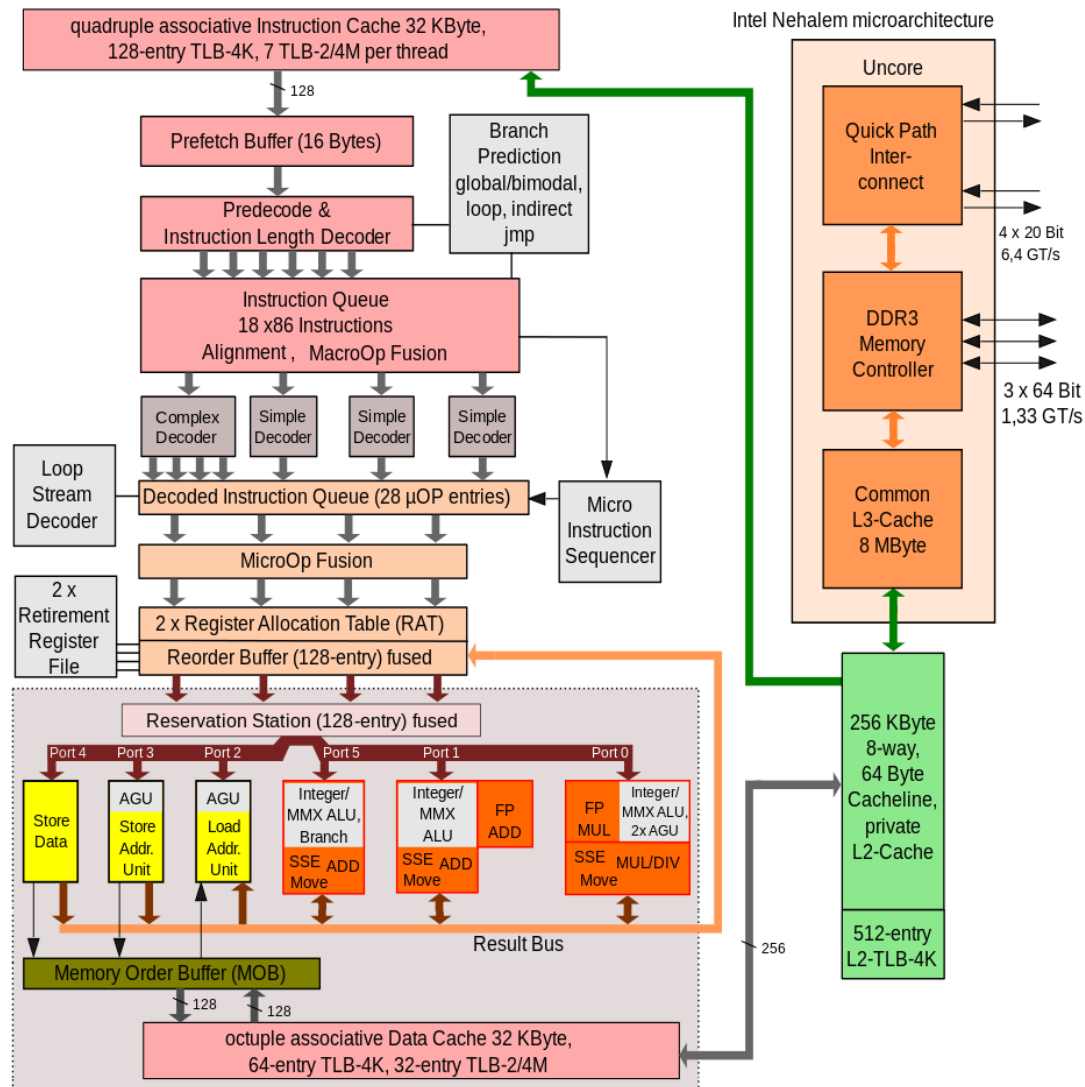 quadruple associative Instruction Cache 32 KByte,
128-entry TLB-4K, 7 TLB-2/4M per thread
128
Prefetch Buffer (16 Bytes)
Predecode &
Instruction Length Decoder
Branch
Prediction
global/bimodal,
loop, indirect
jmp
Instruction Queue
18 x86 Instructions
Alignment, MacroOp Fusion
Complex
Decoder
Simple
Decoder
Simple
Decoder
Simple
Decoder
Loop
Stream
Decoder
Decoded Instruction Queue (28 µOP entries)
Micro
Instruction
Sequencer
MicroOp Fusion
2 x
Retirement
Register
File
2 x Register Allocation Table (RAT)
Reorder Buffer (128-entry) fused
Reservation Station (128-entry) fused
Port 4
Port 3
Port 2
Port 5
Port 1
Port 0
Store
Data
AGU
Store
Addr.
Unit
AGU
Load
Addr.
Unit
Integer/
MMX ALU,
Branch
SSE ADD
Move
Integer/
MMX
ALU
SSE ADD
Move
FP
ADD
FP
MUL
Integer/
MMX ALU,
2x AGU
SSE MUL/DIV
Move
Result Bus
Memory Order Buffer (MOB)
128
128
octuple associative Data Cache 32 KByte,
64-entry TLB-4K, 32-entry TLB-2/4M
256
Intel Nehalem microarchitecture
Uncore
Quick Path
Inter-
connect
4 x 20 Bit
6,4 GT/s
DDR3
Memory
Controller
3 x 64 Bit
1,33 GT/s
Common
L3-Cache
8 MByte
256 KByte
8-way,
64 Byte
Cacheline,
private
L2-Cache
512-entry
L2-TLB-4K